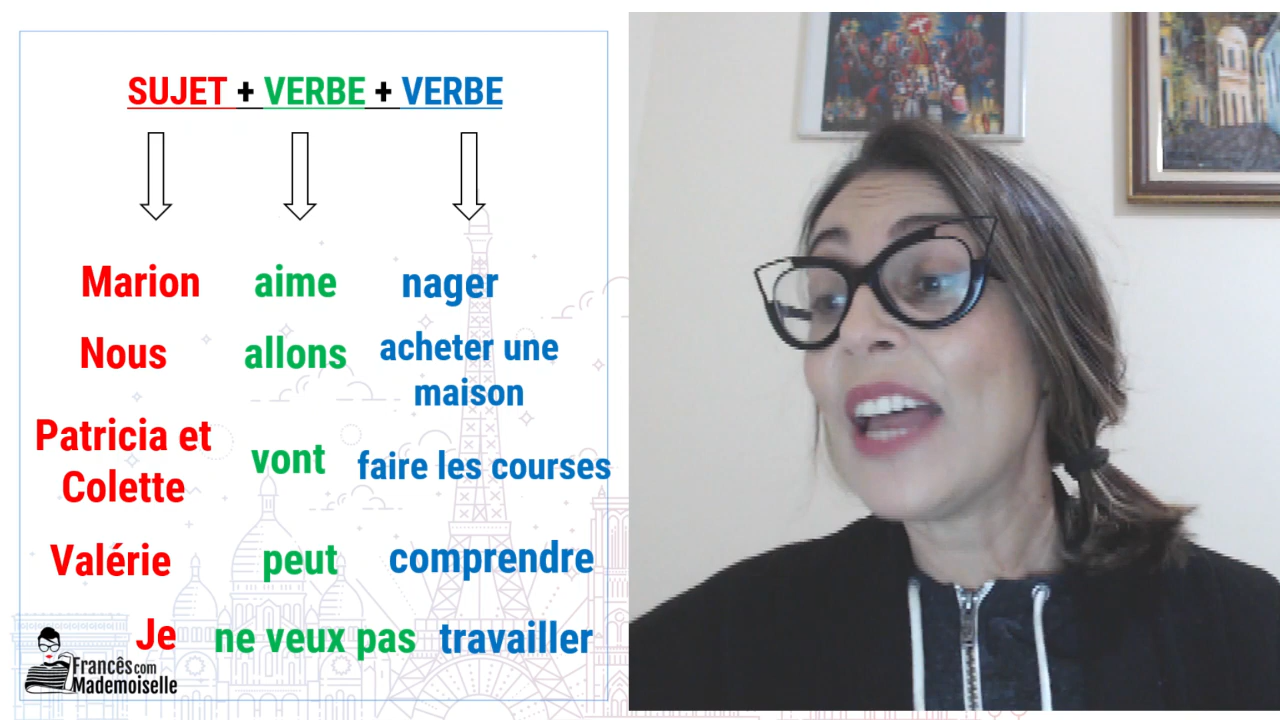 SUJET + VERBE + VERBE
Marion aime nager
Nous allons acheter une
maison
Patricia et
Colette vont faire les courses
Valérie peut comprendre
Je ne veux pas travailler
Francês com
Mademoiselle